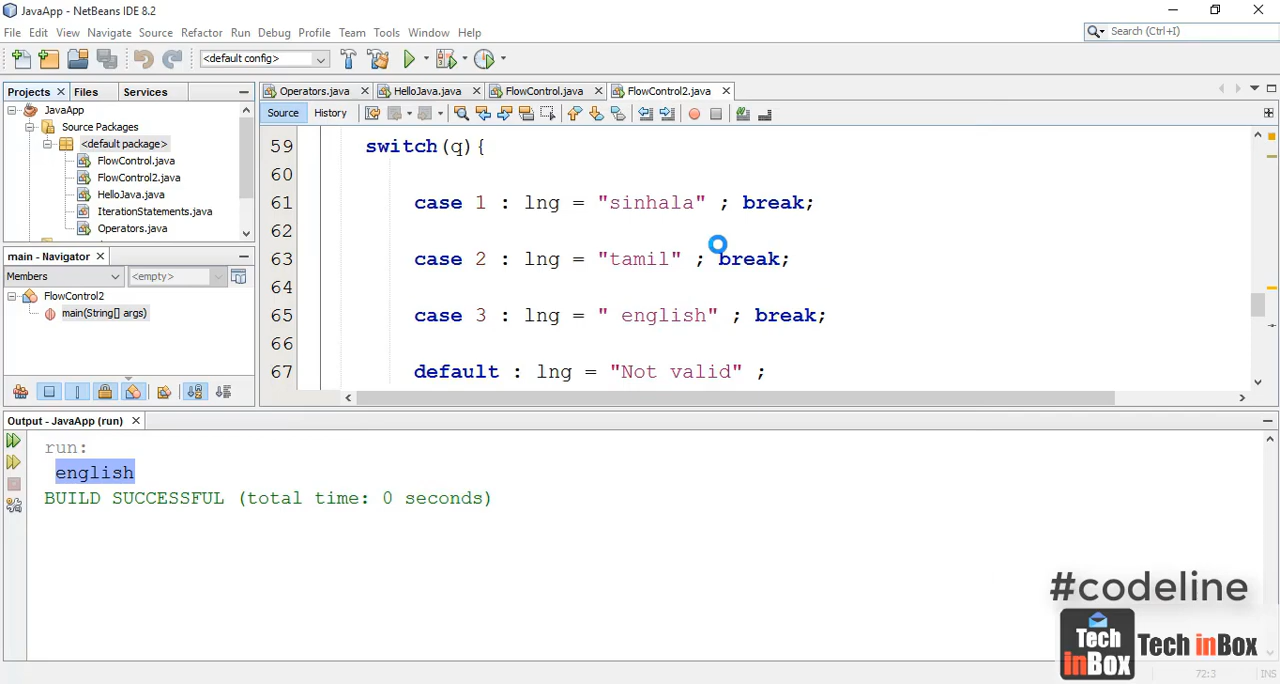 JavaApp - NetBeans IDE 8.2
File Edit View Navigate Source Refactor Run Debug Profile Team Tools Window Help
Search (Ctrl+I)
<default config>
Projects Files Services
Operators.java HelloJava.java FlowControl.java FlowControl2.java
Source History
JavaApp
Source Packages
<default package>
FlowControl.java
FlowControl2.java
HelloJava.java
IterationStatements.java
Operators.java
main - Navigator
Members <empty>
FlowControl2
main(String[] args)
59 switch(q){
60
61 case 1 : lng = "sinhala" ; break;
62
63 case 2 : lng = "tamil" ; break;
64
65 case 3 : lng = " english" ; break;
66
67 default : lng = "Not valid" ;
Output - JavaApp (run)
run:
english
BUILD SUCCESSFUL (total time: 0 seconds)
#codeline
Tech
inBox
Tech inBox
72:3 INS